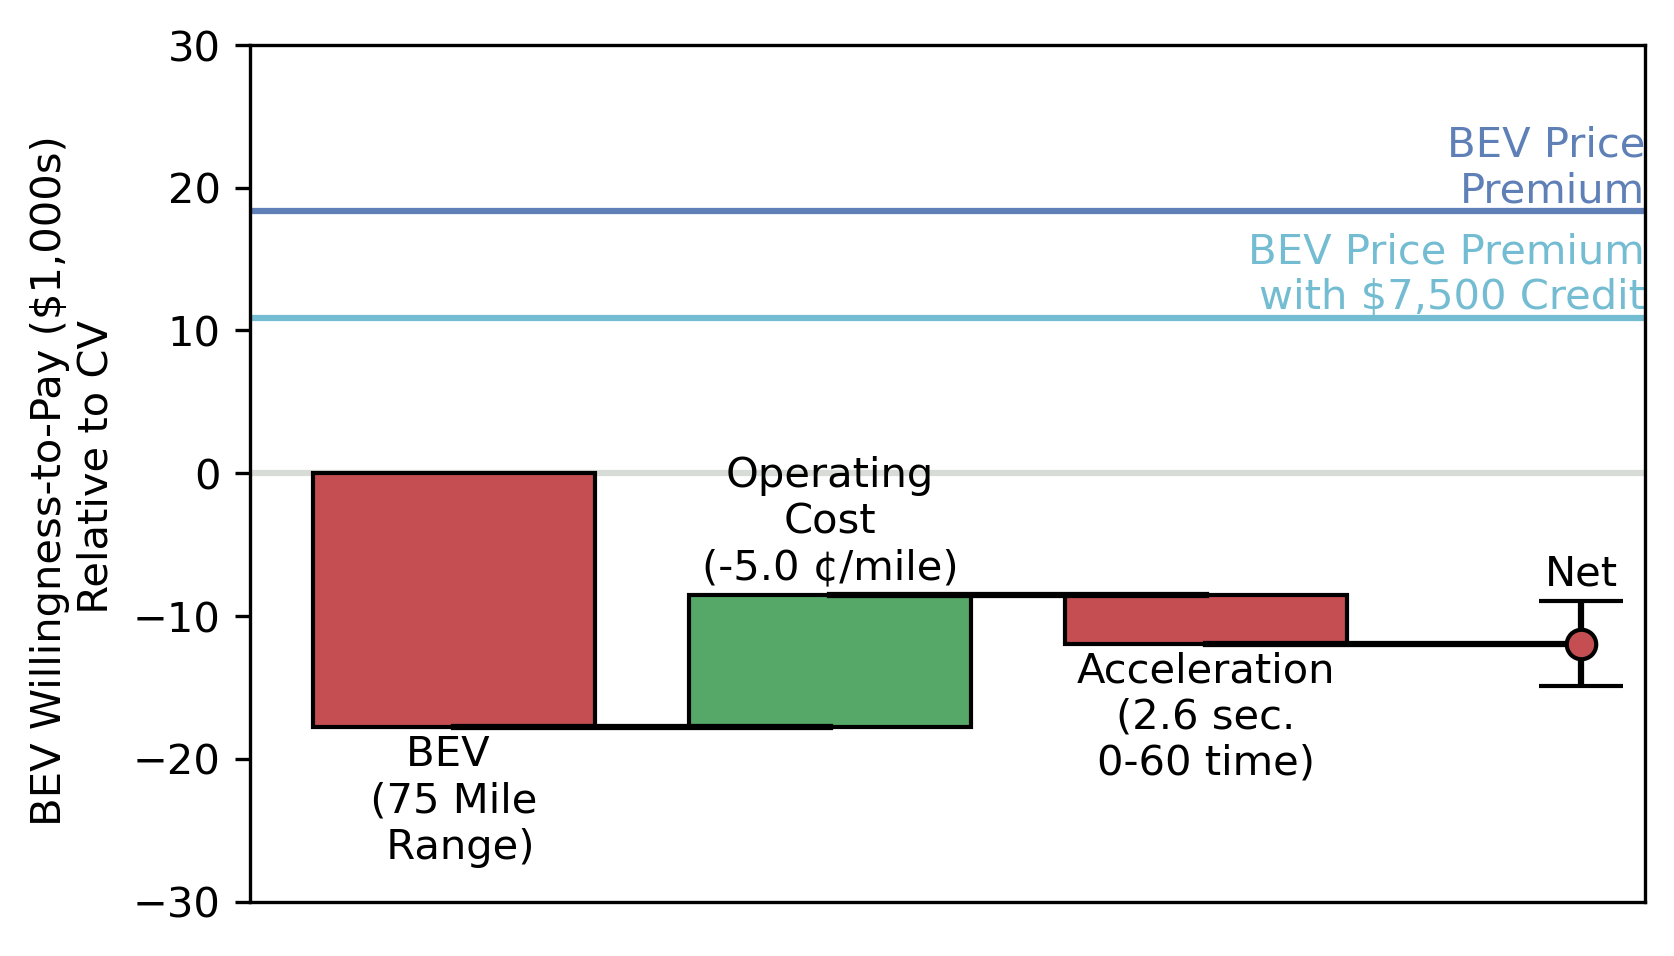 30
20
10
0
−10
−20
−30
BEV Willingness-to-Pay ($1,000s)
Relative to CV
BEV Price
Premium
BEV Price Premium
with $7,500 Credit
Operating
Cost
(-5.0 ¢/mile)
Net
BEV
(75 Mile
Range)
Acceleration
(2.6 sec.
0-60 time)